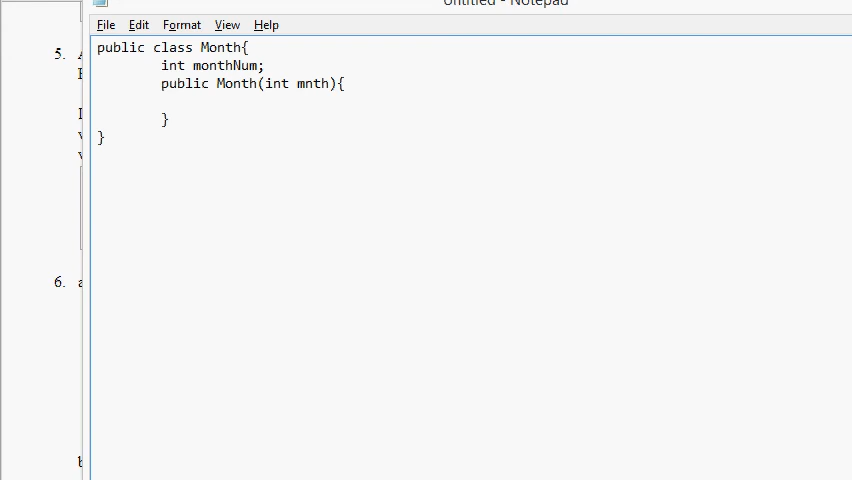 Untitled - Notepad
File Edit Format View Help
public class Month{
int monthNum;
public Month(int mnth){
}
}
5.
6. a
b